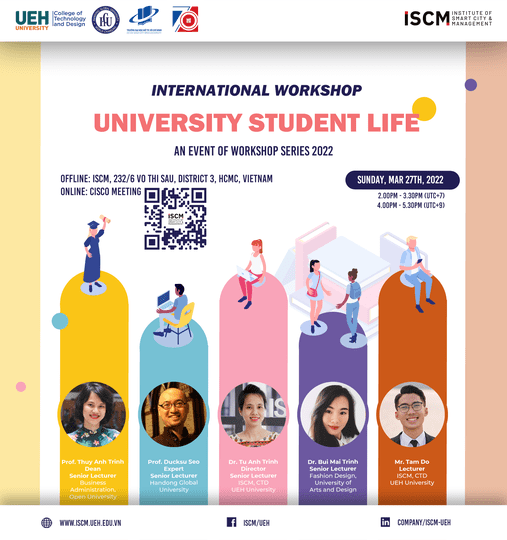 UEH
UNIVERSITY
College of
Technology
and Design
ISCM
INSTITUTE OF
SMART CITY &
MANAGEMENT
INTERNATIONAL WORKSHOP
UNIVERSITY STUDENT LIFE
AN EVENT OF WORKSHOP SERIES 2022
OFFLINE: ISCM, 232/6 VO THI SAU, DISTRICT 3, HCMC, VIETNAM
ONLINE: CISCO MEETING
SUNDAY, MAR 27TH, 2022
2.00PM - 3.30PM (UTC+7)
4.00PM - 5.30PM (UTC+9)
ISCM
Prof. Thuy Anh Trinh
Dean
Senior Lecturer
Business
Administration,
Open University
Prof. Ducksu Seo
Expert
Senior Lecturer
Handong Global
University
Dr. Tu Anh Trinh
Director
Senior Lecturer
ISCM, CTD
UEH University
Dr. Bui Mai Trinh
Senior Lecturer
Fashion Design,
University of
Arts and Design
Mr. Tam Do
Lecturer
ISCM, CTD
UEH University
WWW.ISCM.UEH.EDU.VN
ISCM/UEH
COMPANY/ISCM-UEH